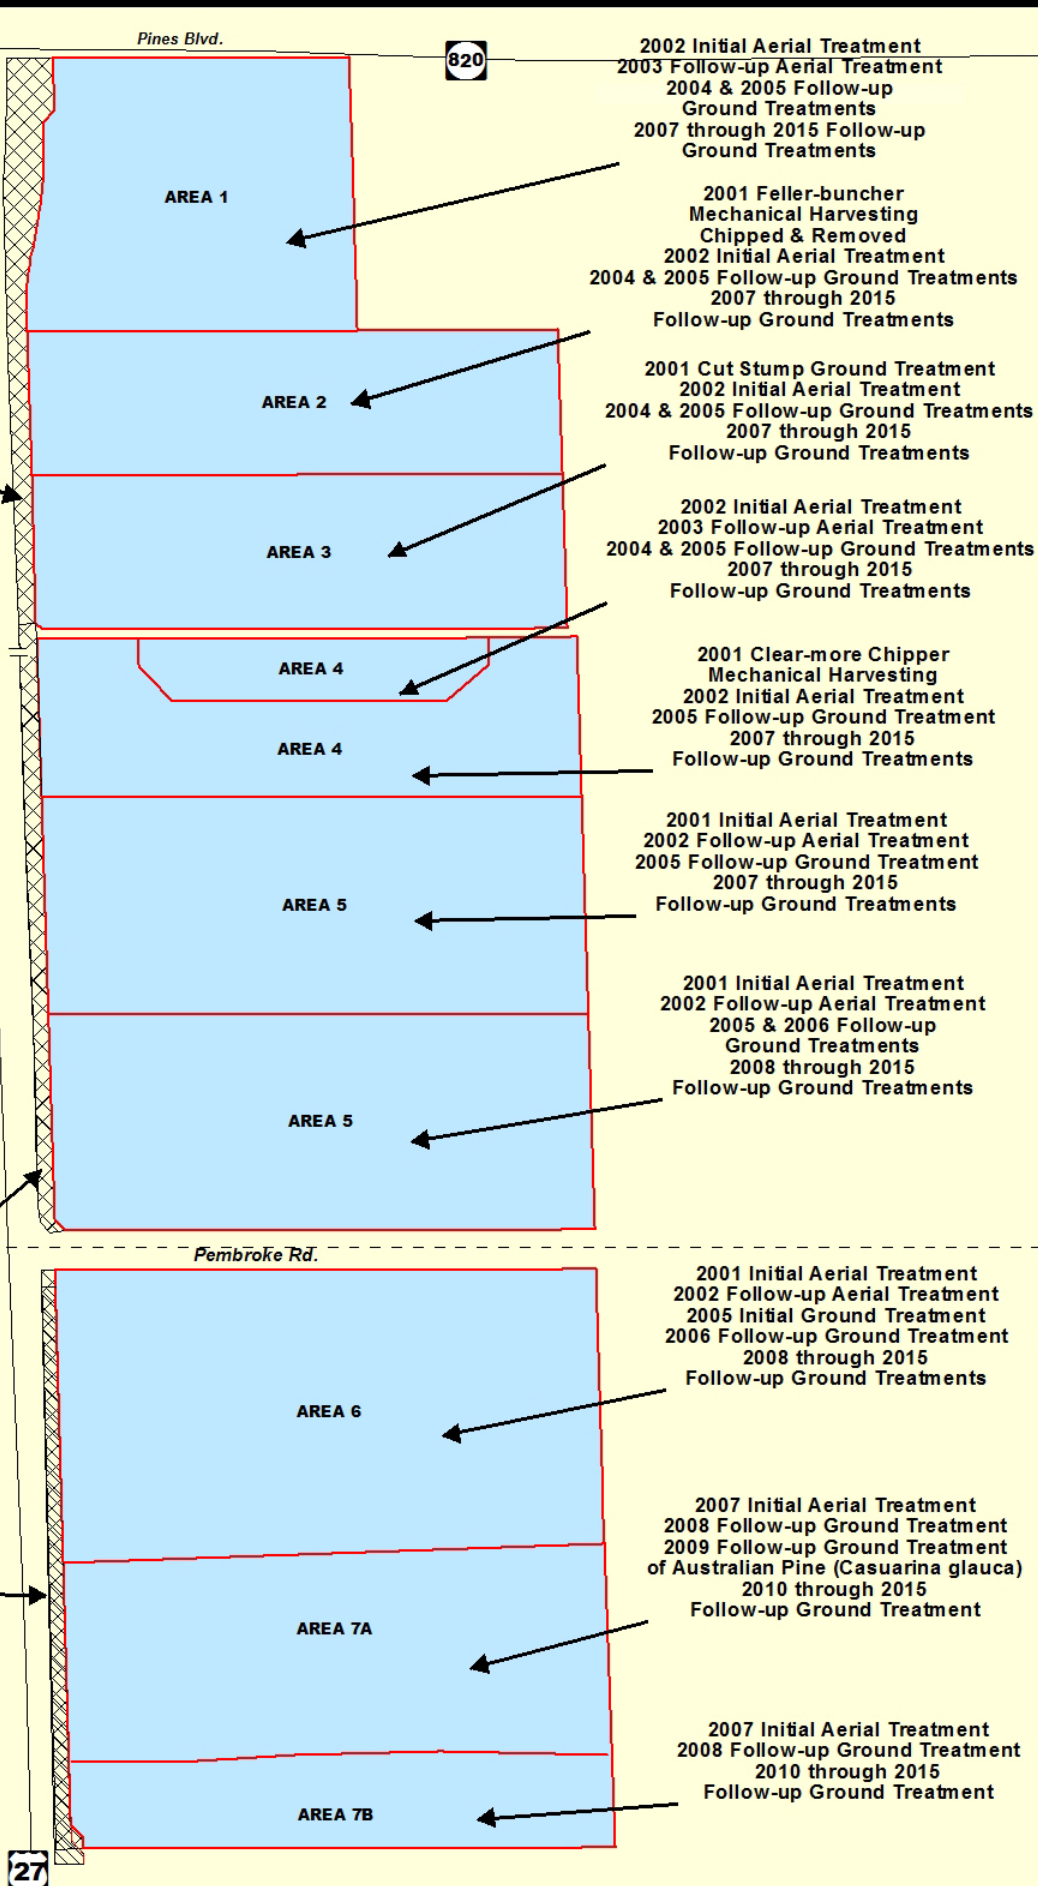 Pines Blvd.
820
2002 Initial Aerial Treatment
2003 Follow-up Aerial Treatment
2004 & 2005 Follow-up
Ground Treatments
2007 through 2015 Follow-up
Ground Treatments
AREA 1
2001 Feller-buncher
Mechanical Harvesting
Chipped & Removed
2002 Initial Aerial Treatment
2004 & 2005 Follow-up Ground Treatments
2007 through 2015
Follow-up Ground Treatments
AREA 2
2001 Cut Stump Ground Treatment
2002 Initial Aerial Treatment
2004 & 2005 Follow-up Ground Treatments
2007 through 2015
Follow-up Ground Treatments
AREA 3
2002 Initial Aerial Treatment
2003 Follow-up Aerial Treatment
2004 & 2005 Follow-up Ground Treatments
2007 through 2015
Follow-up Ground Treatments
AREA 4
2001 Clear-more Chipper
Mechanical Harvesting
2002 Initial Aerial Treatment
2005 Follow-up Ground Treatment
2007 through 2015
Follow-up Ground Treatments
AREA 4
2001 Initial Aerial Treatment
2002 Follow-up Aerial Treatment
2005 Follow-up Ground Treatment
2007 through 2015
Follow-up Ground Treatments
AREA 5
2001 Initial Aerial Treatment
2002 Follow-up Aerial Treatment
2005 & 2006 Follow-up
Ground Treatments
2008 through 2015
Follow-up Ground Treatments
AREA 5
Pembroke Rd.
2001 Initial Aerial Treatment
2002 Follow-up Aerial Treatment
2005 Initial Ground Treatment
2006 Follow-up Ground Treatment
2008 through 2015
Follow-up Ground Treatments
AREA 6
2007 Initial Aerial Treatment
2008 Follow-up Ground Treatment
2009 Follow-up Ground Treatment
of Australian Pine (Casuarina glauca)
2010 through 2015
Follow-up Ground Treatment
AREA 7A
2007 Initial Aerial Treatment
2008 Follow-up Ground Treatment
2010 through 2015
Follow-up Ground Treatment
AREA 7B
27